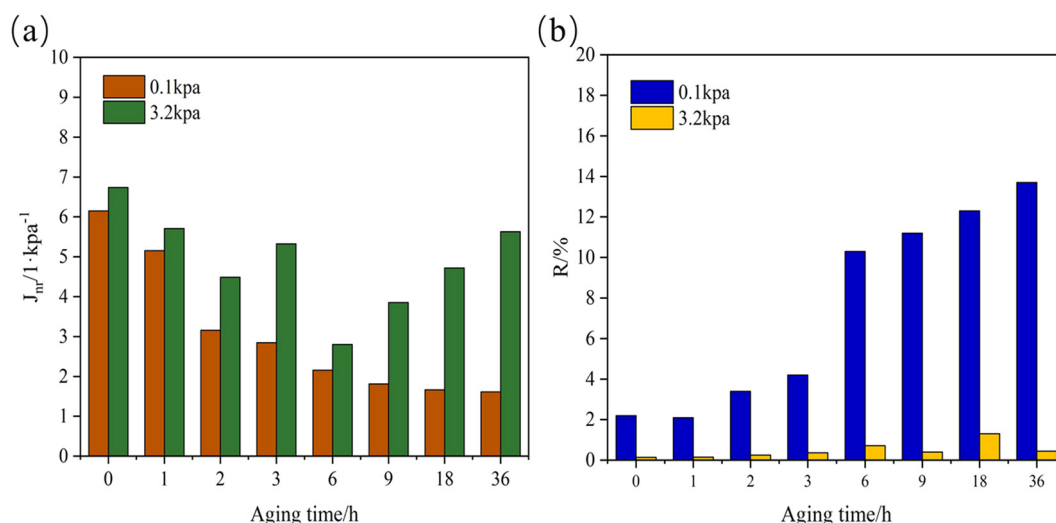 (a)
10
9
8
7
6
5
4
3
2
1
0
J_nr/1·kpa⁻¹
0.1kpa
3.2kpa
0 1 2 3 6 9 18 36
Aging time/h
(b)
20
18
16
14
12
10
8
6
4
2
0
R/%
0.1kpa
3.2kpa
0 1 2 3 6 9 18 36
Aging time/h